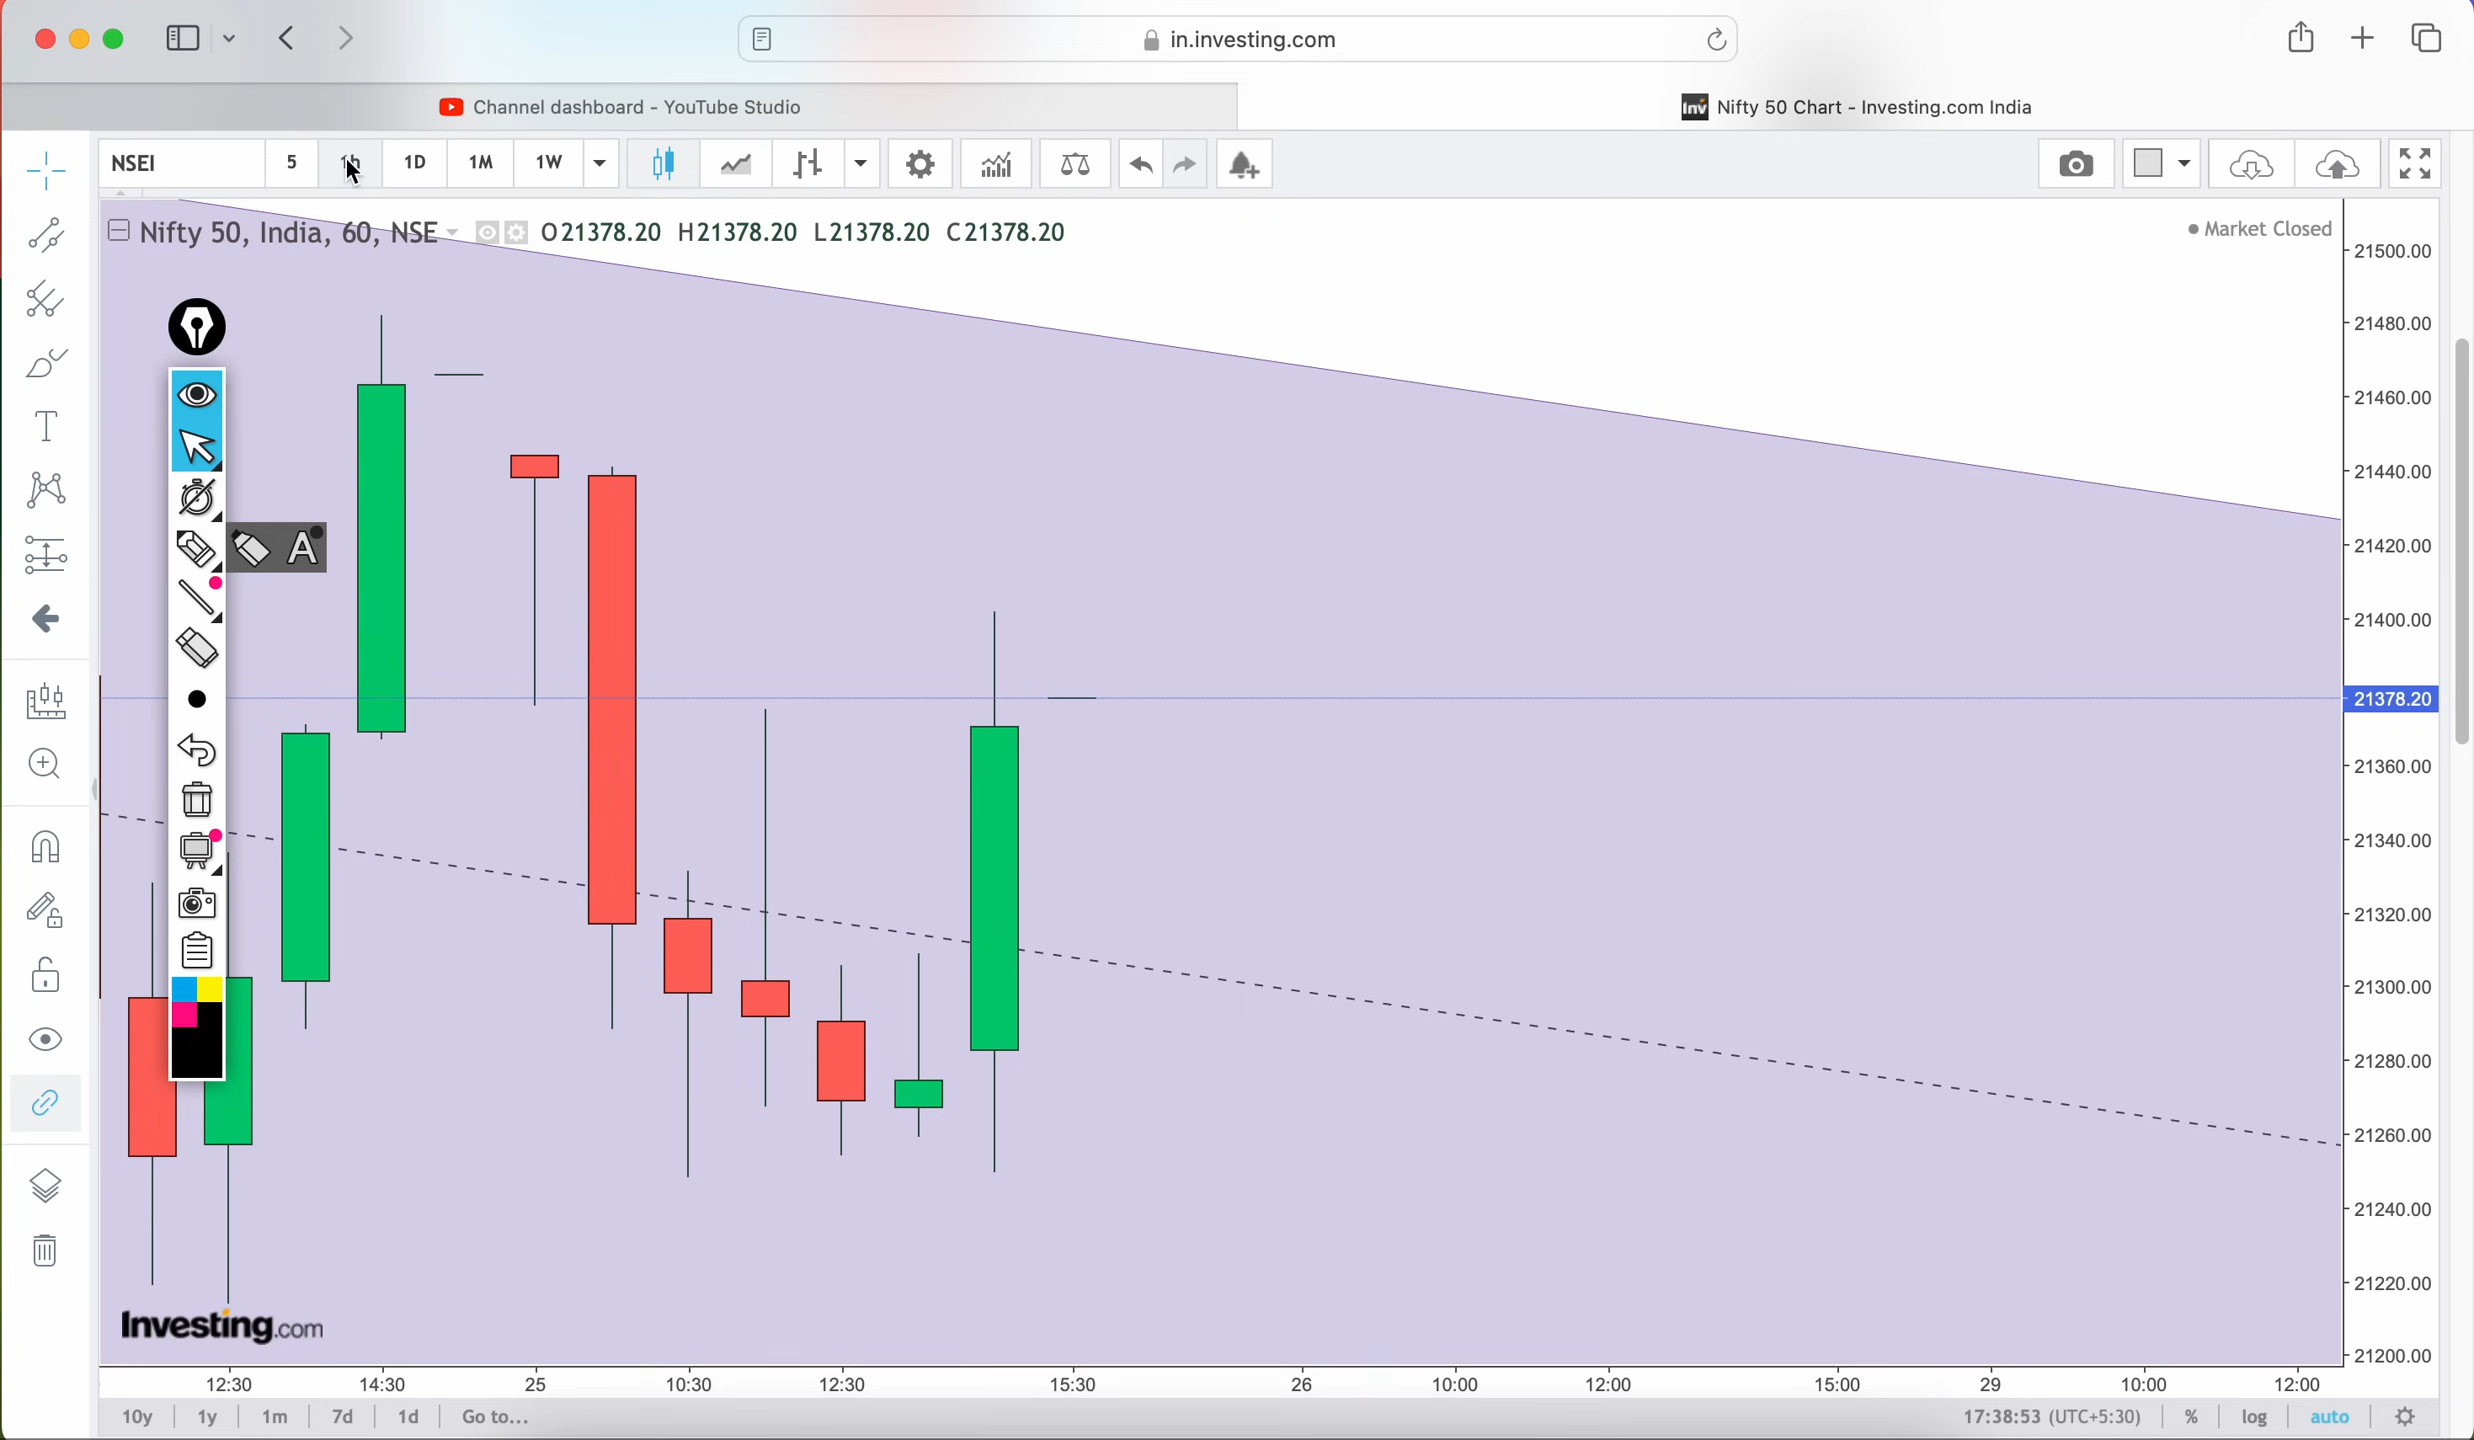 in.investing.com
Channel dashboard - YouTube Studio
Inv Nifty 50 Chart - Investing.com India
NSEI 5 1h 1D 1M 1W
Nifty 50, India, 60, NSE O21378.20 H21378.20 L21378.20 C21378.20
Market Closed
21500.00
21480.00
21460.00
21440.00
21420.00
21400.00
21378.20
21360.00
21340.00
21320.00
21300.00
21280.00
21260.00
21240.00
21220.00
21200.00
T
A
Investing.com
12:30 14:30 25 10:30 12:30 15:30 26 10:00 12:00 15:00 29 10:00 12:00
10y 1y 1m 7d 1d Go to... 17:38:53 (UTC+5:30) % log auto